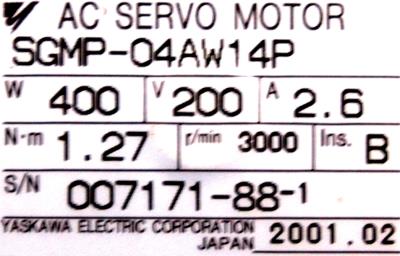 AC SERVO MOTOR
SGMP-04AW14P
W 400 V 200 A 2.6
N·m 1.27 r/min 3000 Ins. B
S/N 007171-88-1
YASKAWA ELECTRIC CORPORATION
JAPAN 2001.02